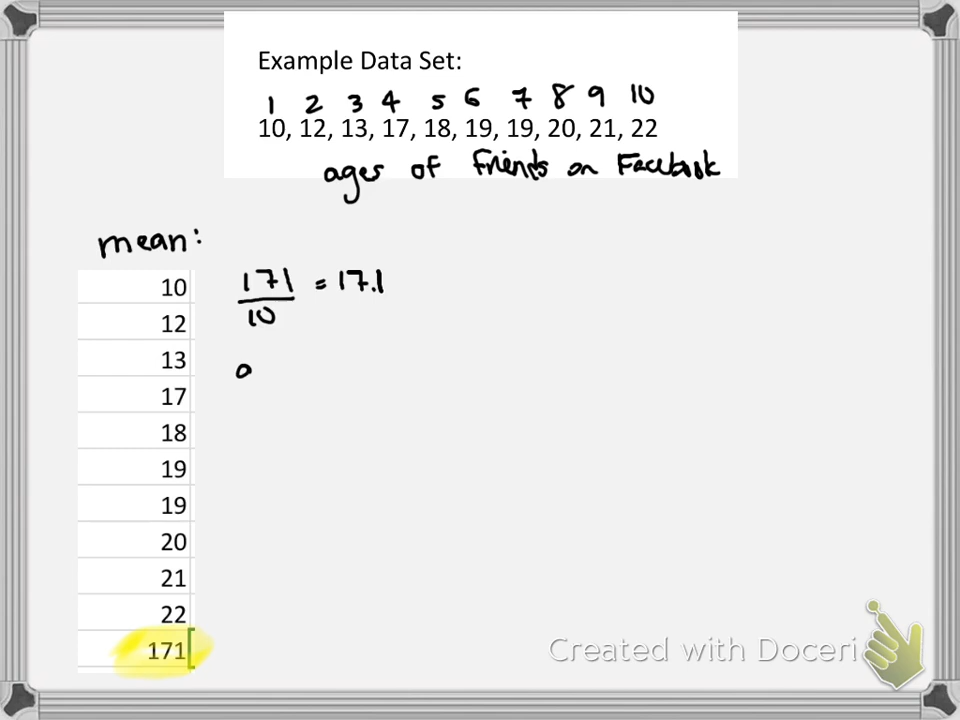 Example Data Set:
1 2 3 4 5 6 7 8 9 10
10, 12, 13, 17, 18, 19, 19, 20, 21, 22
ages of Friends on Facebook
mean:
10
12
13
17
18
19
19
20
21
22
171
171
10
= 17.1
a
Created with Doceri